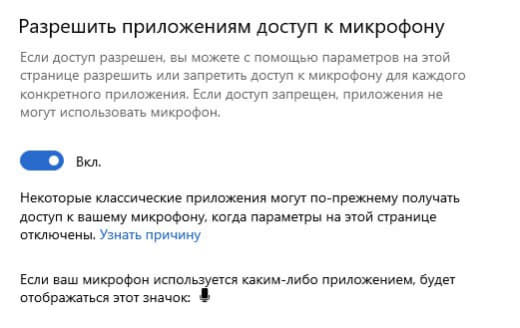 Разрешить приложениям доступ к микрофону
Если доступ разрешен, вы можете с помощью параметров на этой
странице разрешить или запретить доступ к микрофону для каждого
конкретного приложения. Если доступ запрещен, приложения не
могут использовать микрофон.
Вкл.
Некоторые классические приложения могут по-прежнему получать
доступ к вашему микрофону, когда параметры на этой странице
отключены. Узнать причину
Если ваш микрофон используется каким-либо приложением, будет
отображаться этот значок: